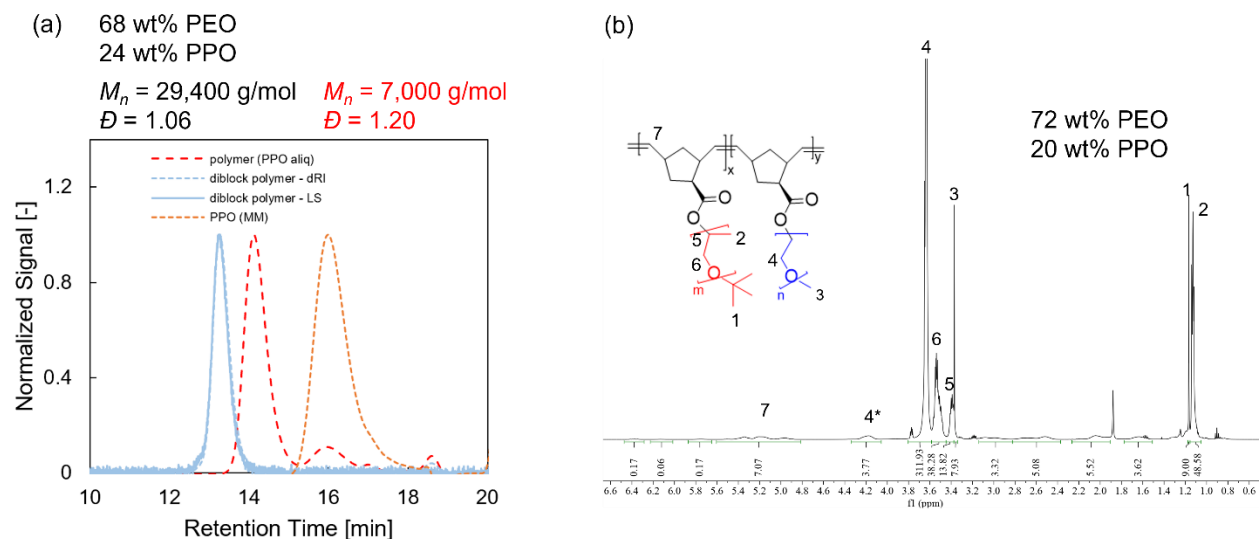 (a)
68 wt% PEO
24 wt% PPO
Mn = 29,400 g/mol
Đ = 1.06
Mn = 7,000 g/mol
Đ = 1.20
polymer (PPO aliq)
diblock polymer - dRI
diblock polymer - LS
PPO (MM)
Normalized Signal [-]
1.2
0.8
0.4
0
10 12 14 16 18 20
Retention Time [min]
(b)
72 wt% PEO
20 wt% PPO
4
7
x
y
O
O
O
O
5
2
6
O
m
1
4
O
n
3
7
4*
6
5
3
1
2
0.17
0.06
0.17
7.07
3.77
311.93
38.28
13.82
7.93
3.32
5.08
5.52
3.62
9.00
48.58
6.6 6.4 6.2 6.0 5.8 5.6 5.4 5.2 5.0 4.8 4.6 4.4 4.2 4.0 3.8 3.6 3.4 3.2 3.0 2.8 2.6 2.4 2.2 2.0 1.8 1.6 1.4 1.2 1.0 0.8 0.6
f1 (ppm)